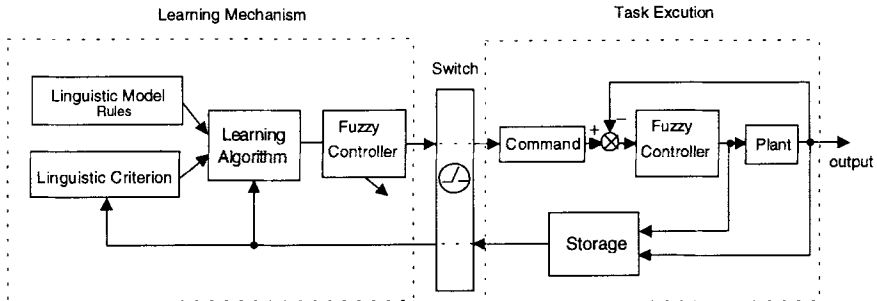 Learning Mechanism
Task Excution
Switch
Linguistic Model
Rules
Linguistic Criterion
Learning
Algorithm
Fuzzy
Controller
Command
+
−
Fuzzy
Controller
Plant
output
Storage